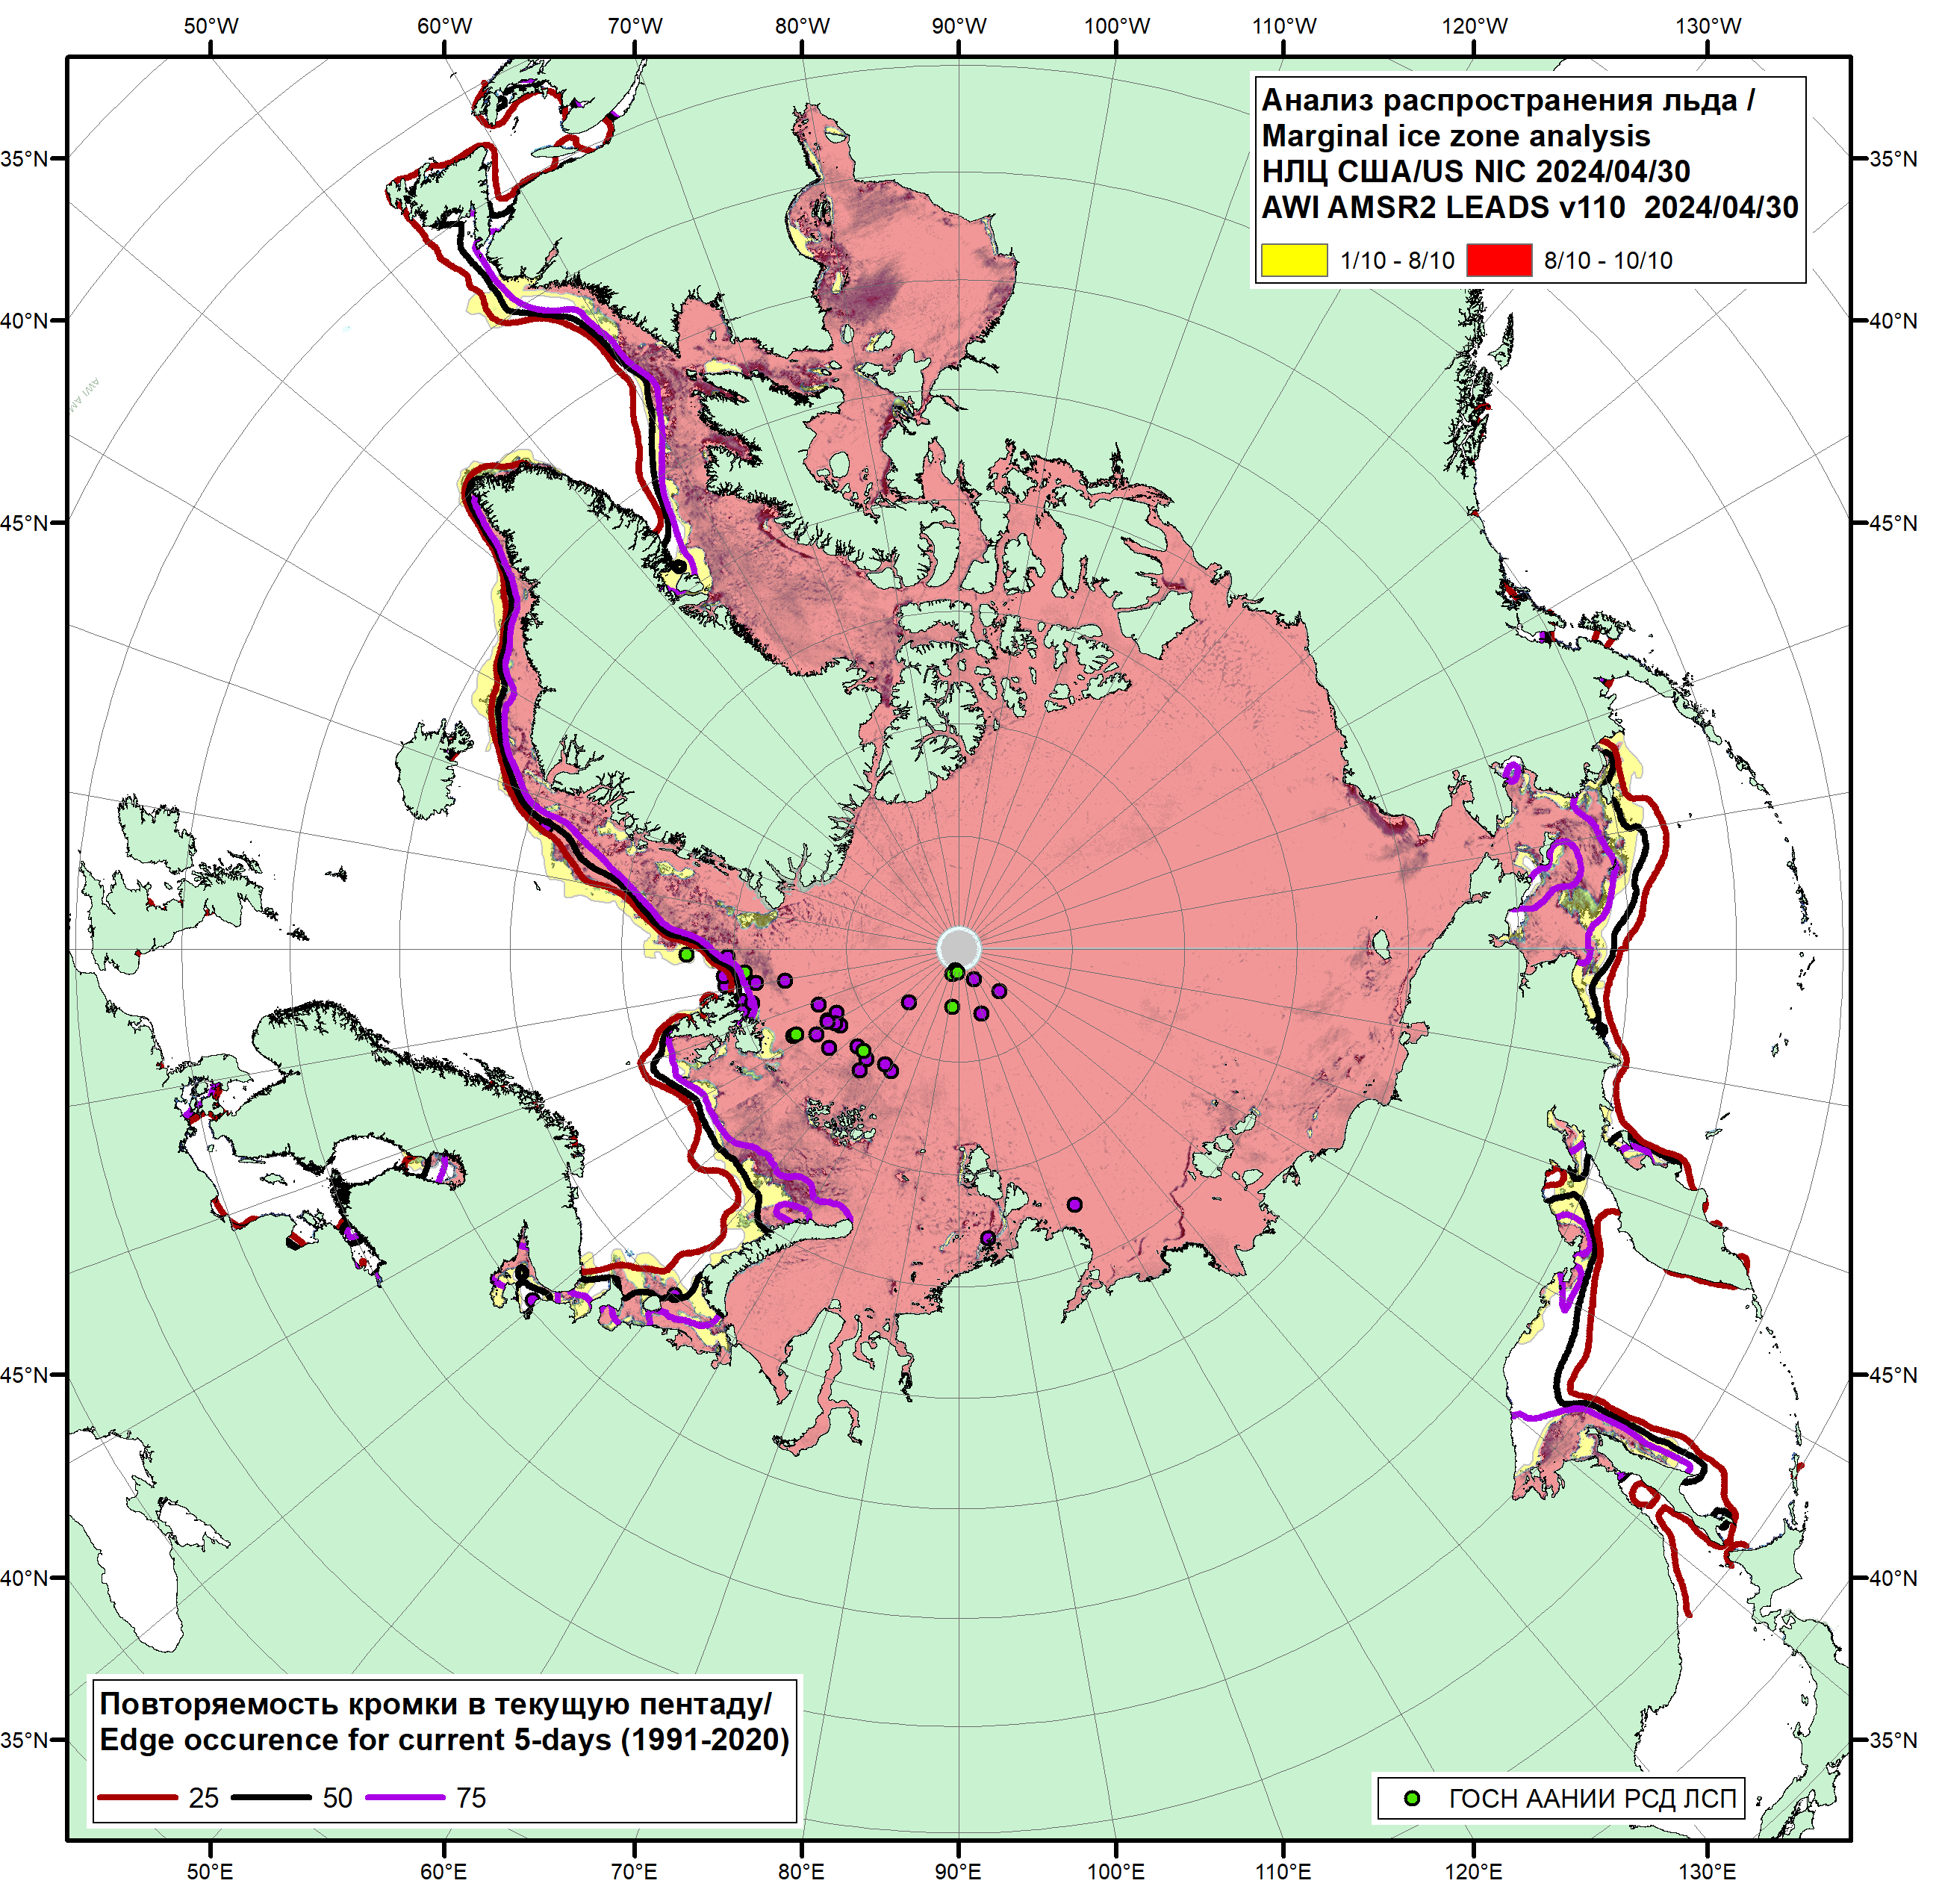 50°W 60°W 70°W 80°W 90°W 100°W 110°W 120°W 130°W
Анализ распространения льда /
Marginal ice zone analysis
НЛЦ США/US NIC 2024/04/30
AWI AMSR2 LEADS v110 2024/04/30
1/10 - 8/10 8/10 - 10/10
35°N 35°N
40°N 40°N
AWI AM
45°N 45°N
45°N 45°N
40°N 40°N
35°N 35°N
Повторяемость кромки в текущую пентаду/
Edge occurence for current 5-days (1991-2020)
25 50 75
ГОСН ААНИИ РСД ЛСП
50°E 60°E 70°E 80°E 90°E 100°E 110°E 120°E 130°E